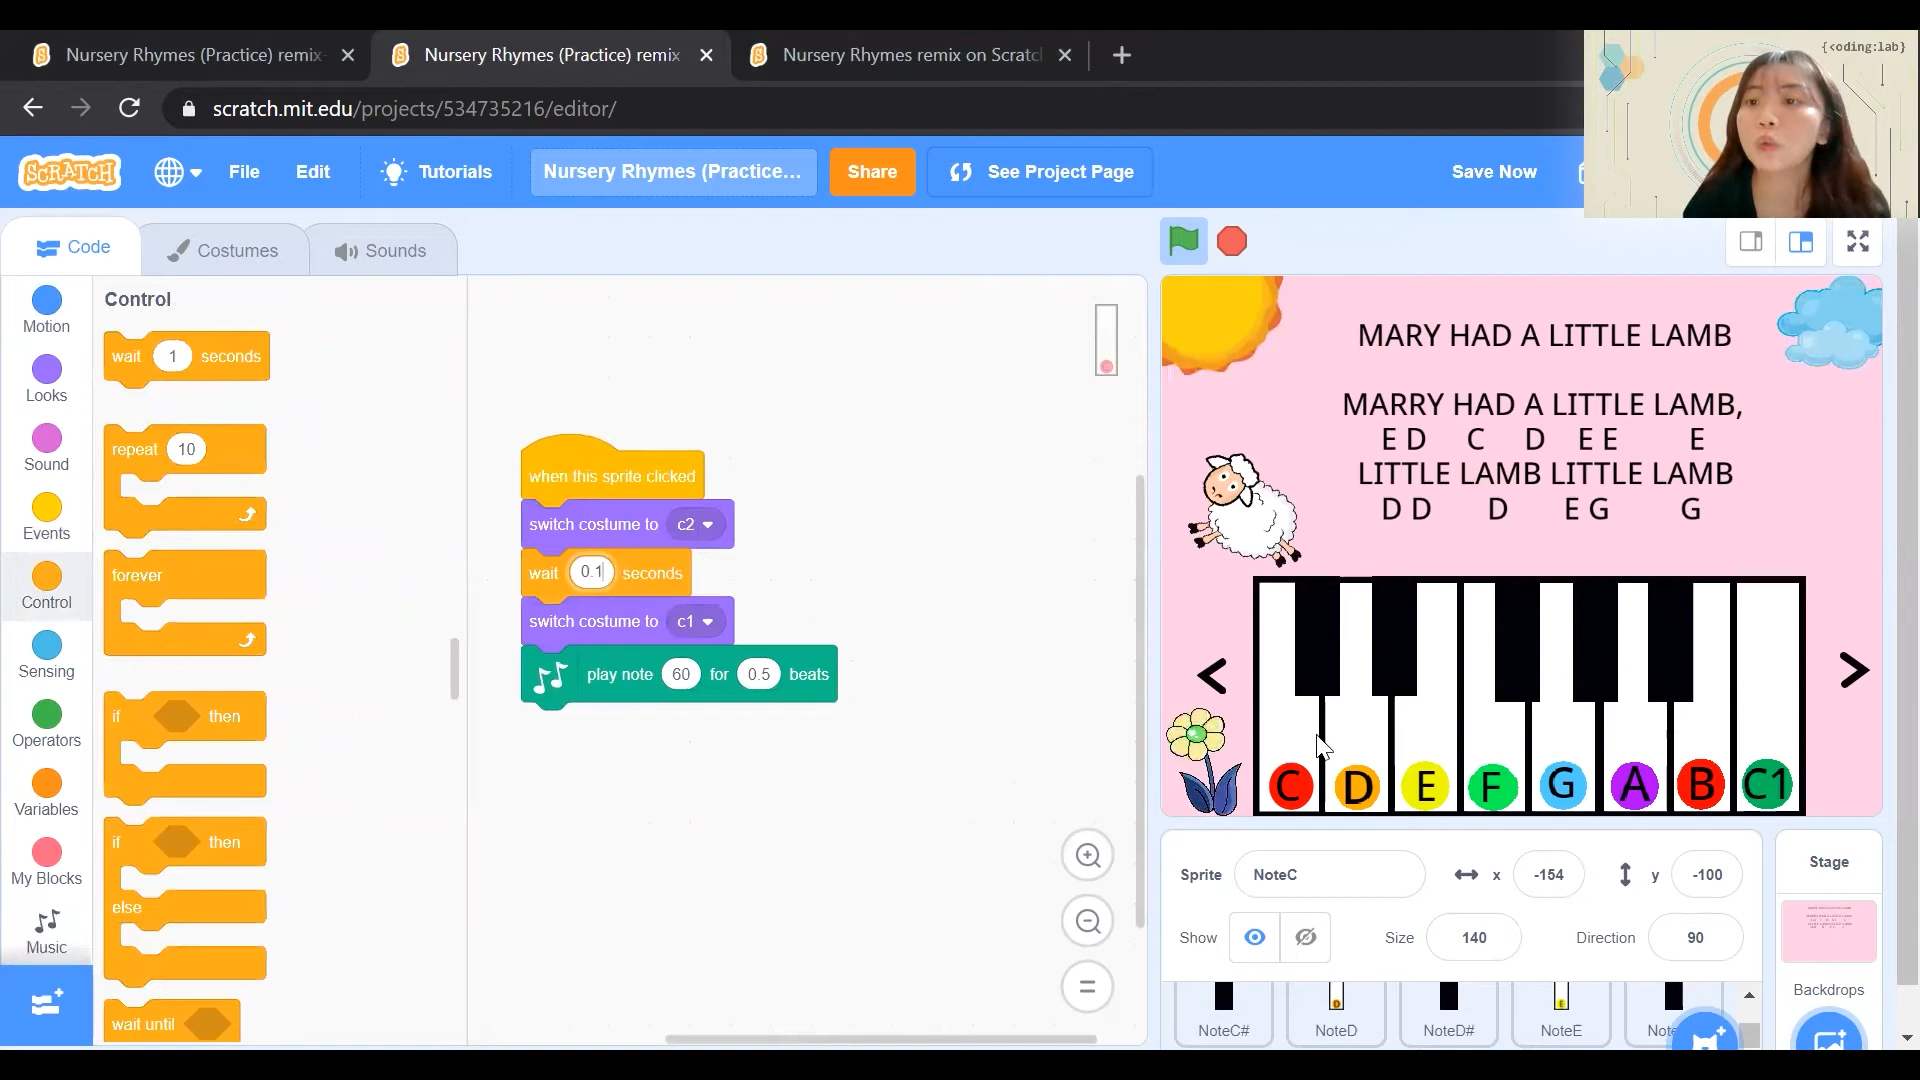 Nursery Rhymes (Practice) remix
Nursery Rhymes (Practice) remix
Nursery Rhymes remix on Scratch
{<oding:lab}
scratch.mit.edu/projects/534735216/editor/
SCRATCH
File
Edit
Tutorials
Nursery Rhymes (Practice...
Share
See Project Page
Save Now
Code
Costumes
Sounds
Motion
Looks
Sound
Events
Control
Sensing
Operators
Variables
My Blocks
Music
Control
wait 1 seconds
repeat 10
forever
if then
if then
else
wait until
when this sprite clicked
switch costume to c2
wait 0.1 seconds
switch costume to c1
play note 60 for 0.5 beats
MARY HAD A LITTLE LAMB
MARRY HAD A LITTLE LAMB,
E D C D E E E
LITTLE LAMB LITTLE LAMB
D D D E G G
< >
C D E F G A B C1
Sprite NoteC x -154 y -100
Show Size 140 Direction 90
NoteC# NoteD NoteD# NoteE
Stage
Backdrops